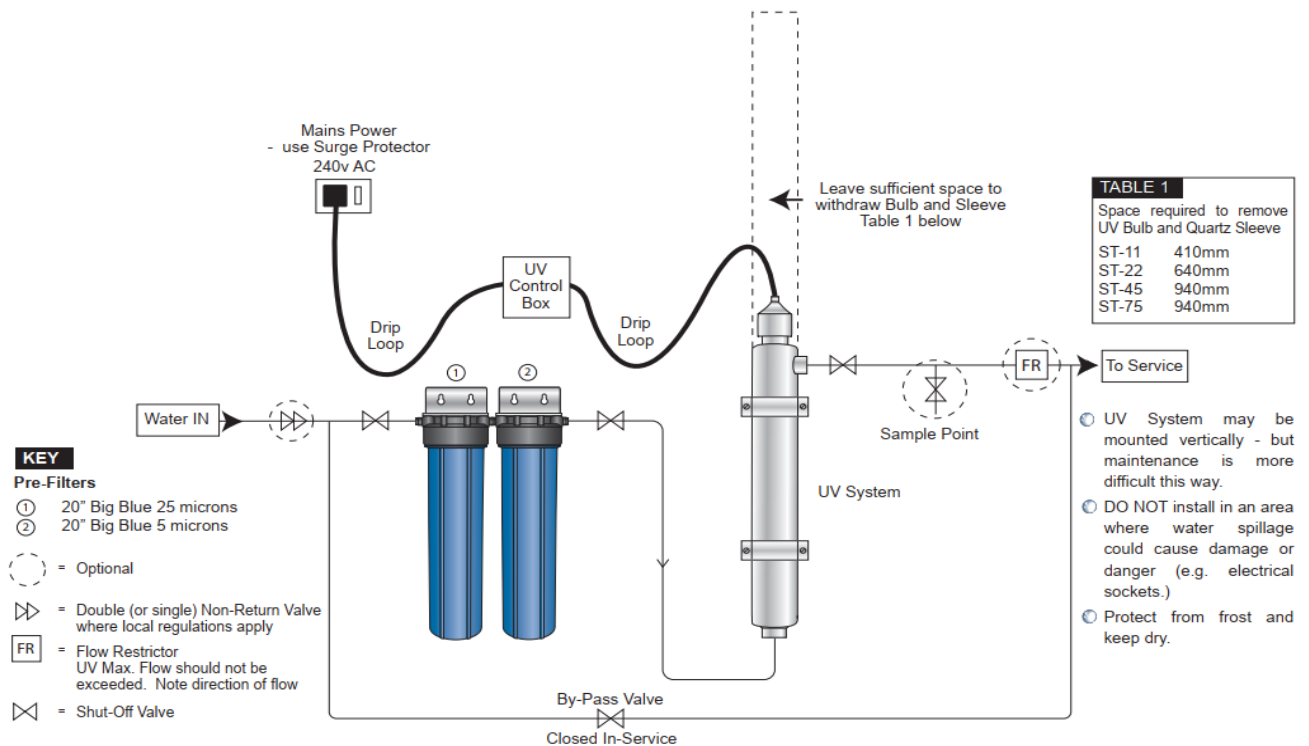 Mains Power
- use Surge Protector
240v AC
Leave sufficient space to
withdraw Bulb and Sleeve
Table 1 below
TABLE 1
Space required to remove
UV Bulb and Quartz Sleeve
ST-11 410mm
ST-22 640mm
ST-45 940mm
ST-75 940mm
UV
Control
Box
Drip
Loop
Drip
Loop
1
2
Water IN
FR
To Service
Sample Point
UV System
KEY
Pre-Filters
1 20" Big Blue 25 microns
2 20" Big Blue 5 microns
= Optional
= Double (or single) Non-Return Valve
where local regulations apply
FR = Flow Restrictor
UV Max. Flow should not be
exceeded. Note direction of flow
= Shut-Off Valve
UV System may be
mounted vertically - but
maintenance is more
difficult this way.
DO NOT install in an area
where water spillage
could cause damage or
danger (e.g. electrical
sockets.)
Protect from frost and
keep dry.
By-Pass Valve
Closed In-Service